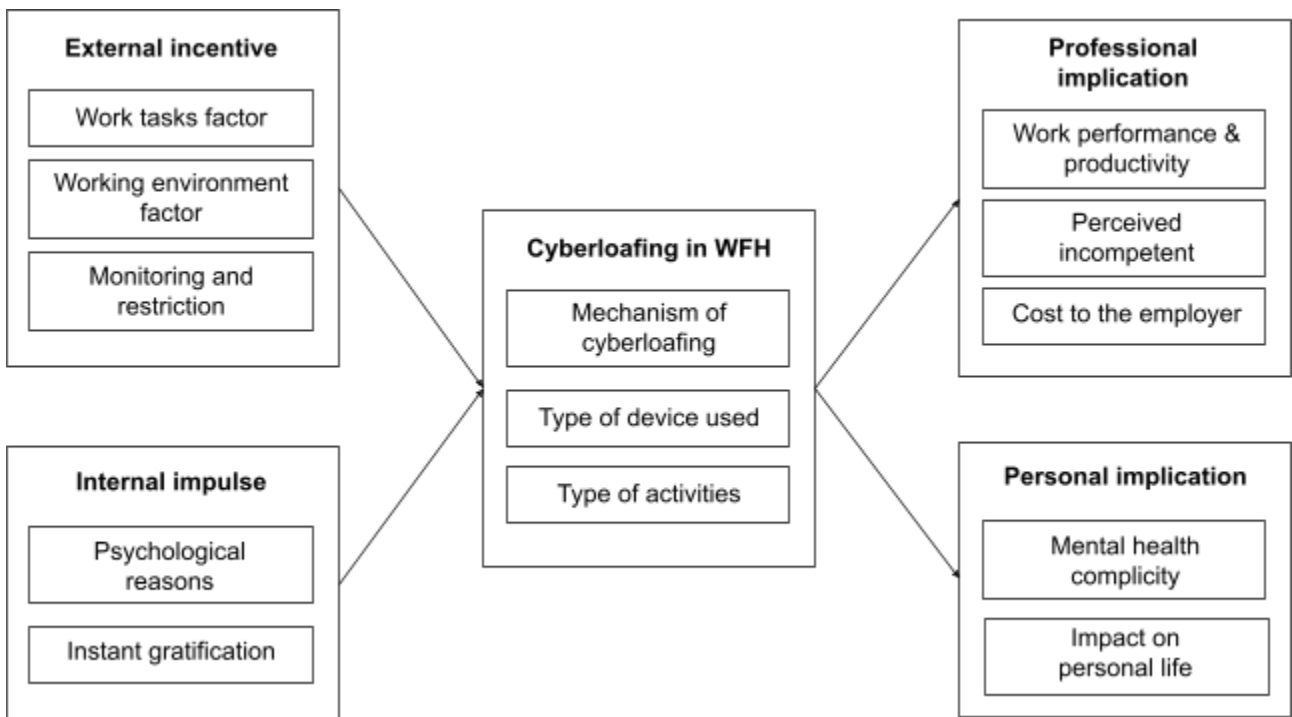 External incentive
Work tasks factor
Working environment
factor
Monitoring and
restriction
Internal impulse
Psychological
reasons
Instant gratification
Cyberloafing in WFH
Mechanism of
cyberloafing
Type of device used
Type of activities
Professional
implication
Work performance &
productivity
Perceived
incompetent
Cost to the employer
Personal implication
Mental health
complicity
Impact on
personal life